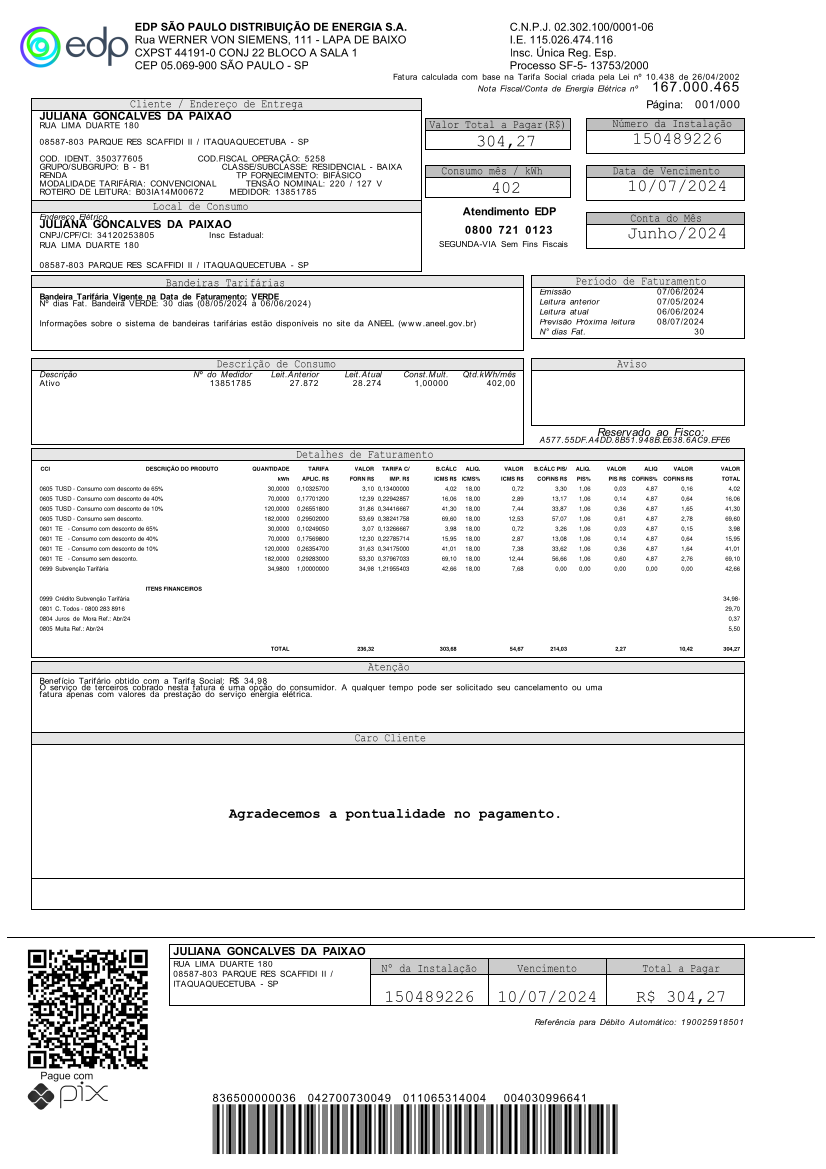 edp
EDP SÃO PAULO DISTRIBUIÇÃO DE ENERGIA S.A.
Rua WERNER VON SIEMENS, 111 - LAPA DE BAIXO
CXPST 44191-0 CONJ 22 BLOCO A SALA 1
CEP 05.069-900 SÃO PAULO - SP
C.N.P.J. 02.302.100/0001-06
I.E. 115.026.474.116
Insc. Única Reg. Esp.
Processo SF-5- 13753/2000
Fatura calculada com base na Tarifa Social criada pela Lei nº 10.438 de 26/04/2002
Nota Fiscal/Conta de Energia Elétrica nº 167.000.465
Página: 001/000
Cliente / Endereço de Entrega
JULIANA GONCALVES DA PAIXAO
RUA LIMA DUARTE 180
08587-803 PARQUE RES SCAFFIDI II / ITAQUAQUECETUBA - SP
COD. IDENT. 350377605 COD.FISCAL OPERAÇÃO: 5258
GRUPO/SUBGRUPO: B - B1 CLASSE/SUBCLASSE: RESIDENCIAL - BAIXA
RENDA TP FORNECIMENTO: BIFÁSICO
MODALIDADE TARIFÁRIA: CONVENCIONAL TENSÃO NOMINAL: 220 / 127 V
ROTEIRO DE LEITURA: B03IA14M00672 MEDIDOR: 13851785
Valor Total a Pagar(R$)
304,27
Número da Instalação
150489226
Consumo mês / kWh
402
Data de Vencimento
10/07/2024
Local de Consumo
Endereço Elétrico
JULIANA GONCALVES DA PAIXAO
CNPJ/CPF/CI: 34120253805 Insc Estadual:
RUA LIMA DUARTE 180
08587-803 PARQUE RES SCAFFIDI II / ITAQUAQUECETUBA - SP
Atendimento EDP
0800 721 0123
SEGUNDA-VIA Sem Fins Fiscais
Conta do Mês
Junho/2024
Bandeiras Tarifárias
Bandeira Tarifária Vigente na Data de Faturamento: VERDE
Nº dias Fat. Bandeira VERDE: 30 dias (08/05/2024 a 06/06/2024)
Informações sobre o sistema de bandeiras tarifárias estão disponíveis no site da ANEEL (www.aneel.gov.br)
Período de Faturamento
Emissão 07/06/2024
Leitura anterior 07/05/2024
Leitura atual 06/06/2024
Previsão Próxima leitura 08/07/2024
N° dias Fat. 30
Descrição de Consumo
Descrição Nº do Medidor Leit.Anterior Leit.Atual Const.Mult. Qtd.kWh/mês
Ativo 13851785 27.872 28.274 1,00000 402,00
Aviso
Reservado ao Fisco:
A577.55DF.A4DD.8B51.948B.E638.6AC9.EFE6
Detalhes de Faturamento
CCI DESCRIÇÃO DO PRODUTO QUANTIDADE TARIFA VALOR TARIFA C/ B.CÁLC ALIQ. VALOR B.CÁLC PIS/ ALIQ. VALOR ALIQ VALOR VALOR
kWh APLIC. R$ FORN R$ IMP. R$ ICMS R$ ICMS% ICMS R$ COFINS R$ PIS% PIS R$ COFINS% COFINS R$ TOTAL
0605 TUSD - Consumo com desconto de 65% 30,0000 0,10325700 3,10 0,13400000 4,02 18,00 0,72 3,30 1,06 0,03 4,87 0,16 4,02
0605 TUSD - Consumo com desconto de 40% 70,0000 0,17701200 12,39 0,22942857 16,06 18,00 2,89 13,17 1,06 0,14 4,87 0,64 16,06
0605 TUSD - Consumo com desconto de 10% 120,0000 0,26551800 31,86 0,34416667 41,30 18,00 7,44 33,87 1,06 0,36 4,87 1,65 41,30
0605 TUSD - Consumo sem desconto. 182,0000 0,29502000 53,69 0,38241758 69,60 18,00 12,53 57,07 1,06 0,61 4,87 2,78 69,60
0601 TE - Consumo com desconto de 65% 30,0000 0,10249050 3,07 0,13266667 3,98 18,00 0,72 3,26 1,06 0,03 4,87 0,15 3,98
0601 TE - Consumo com desconto de 40% 70,0000 0,17569800 12,30 0,22785714 15,95 18,00 2,87 13,08 1,06 0,14 4,87 0,64 15,95
0601 TE - Consumo com desconto de 10% 120,0000 0,26354700 31,63 0,34175000 41,01 18,00 7,38 33,62 1,06 0,36 4,87 1,64 41,01
0601 TE - Consumo sem desconto. 182,0000 0,29283000 53,30 0,37967033 69,10 18,00 12,44 56,66 1,06 0,60 4,87 2,76 69,10
0699 Subvenção Tarifária 34,9800 1,00000000 34,98 1,21955403 42,66 18,00 7,68 0,00 0,00 0,00 0,00 0,00 42,66
ITENS FINANCEIROS
0999 Crédito Subvenção Tarifária 34,98-
0801 C. Todos - 0800 283 8916 29,70
0804 Juros de Mora Ref.: Abr/24 0,37
0805 Multa Ref.: Abr/24 5,50
TOTAL 236,32 303,68 54,67 214,03 2,27 10,42 304,27
Atenção
Benefício Tarifário obtido com a Tarifa Social: R$ 34,98
O serviço de terceiros cobrado nesta fatura é uma opção do consumidor. A qualquer tempo pode ser solicitado seu cancelamento ou uma
fatura apenas com valores da prestação do serviço energia elétrica.
Caro Cliente
Agradecemos a pontualidade no pagamento.
JULIANA GONCALVES DA PAIXAO
RUA LIMA DUARTE 180
08587-803 PARQUE RES SCAFFIDI II /
ITAQUAQUECETUBA - SP
N° da Instalação Vencimento Total a Pagar
150489226 10/07/2024 R$ 304,27
Referência para Débito Automático: 190025918501
Pague com
pix
836500000036 042700730049 011065314004 004030996641